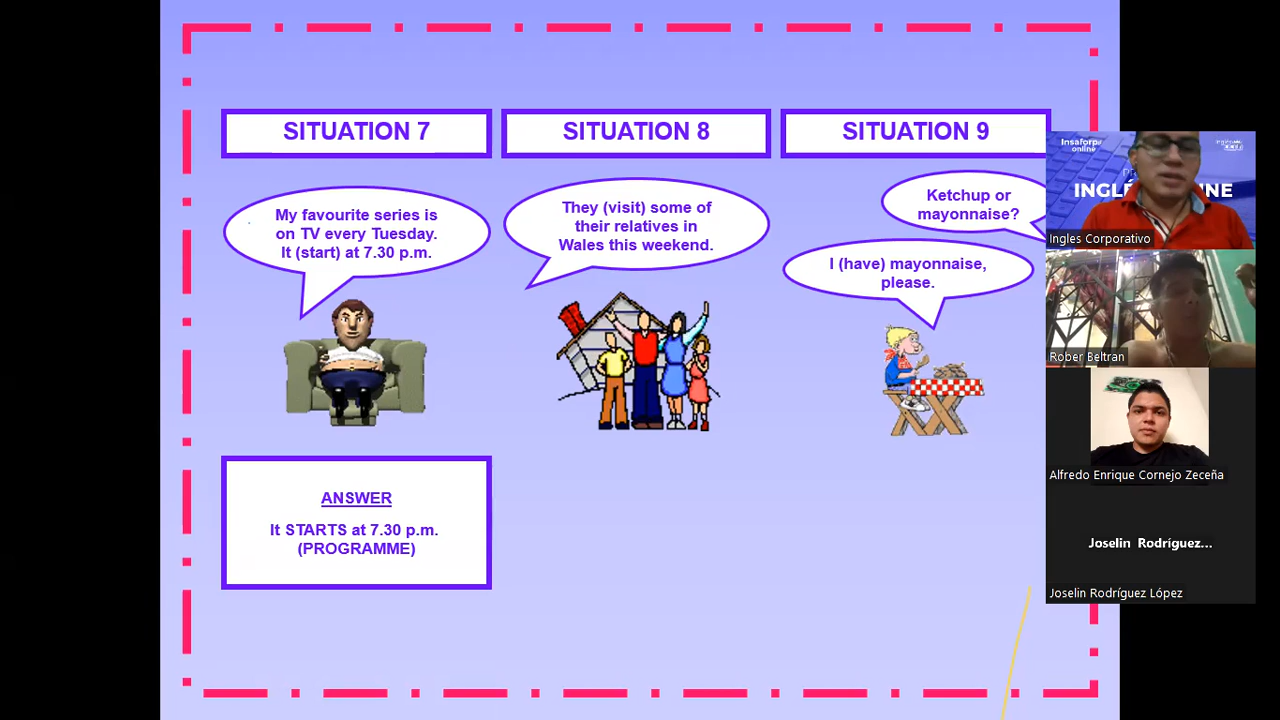 SITUATION 7
SITUATION 8
SITUATION 9
My favourite series is
on TV every Tuesday.
It (start) at 7.30 p.m.
They (visit) some of
their relatives in
Wales this weekend.
Ketchup or
mayonnaise?
I (have) mayonnaise,
please.
ANSWER
It STARTS at 7.30 p.m.
(PROGRAMME)
Insaforp
online
Ingles Corporativo
Rober Beltran
Alfredo Enrique Cornejo Zeceña
Joselin Rodríguez...
Joselin Rodríguez López